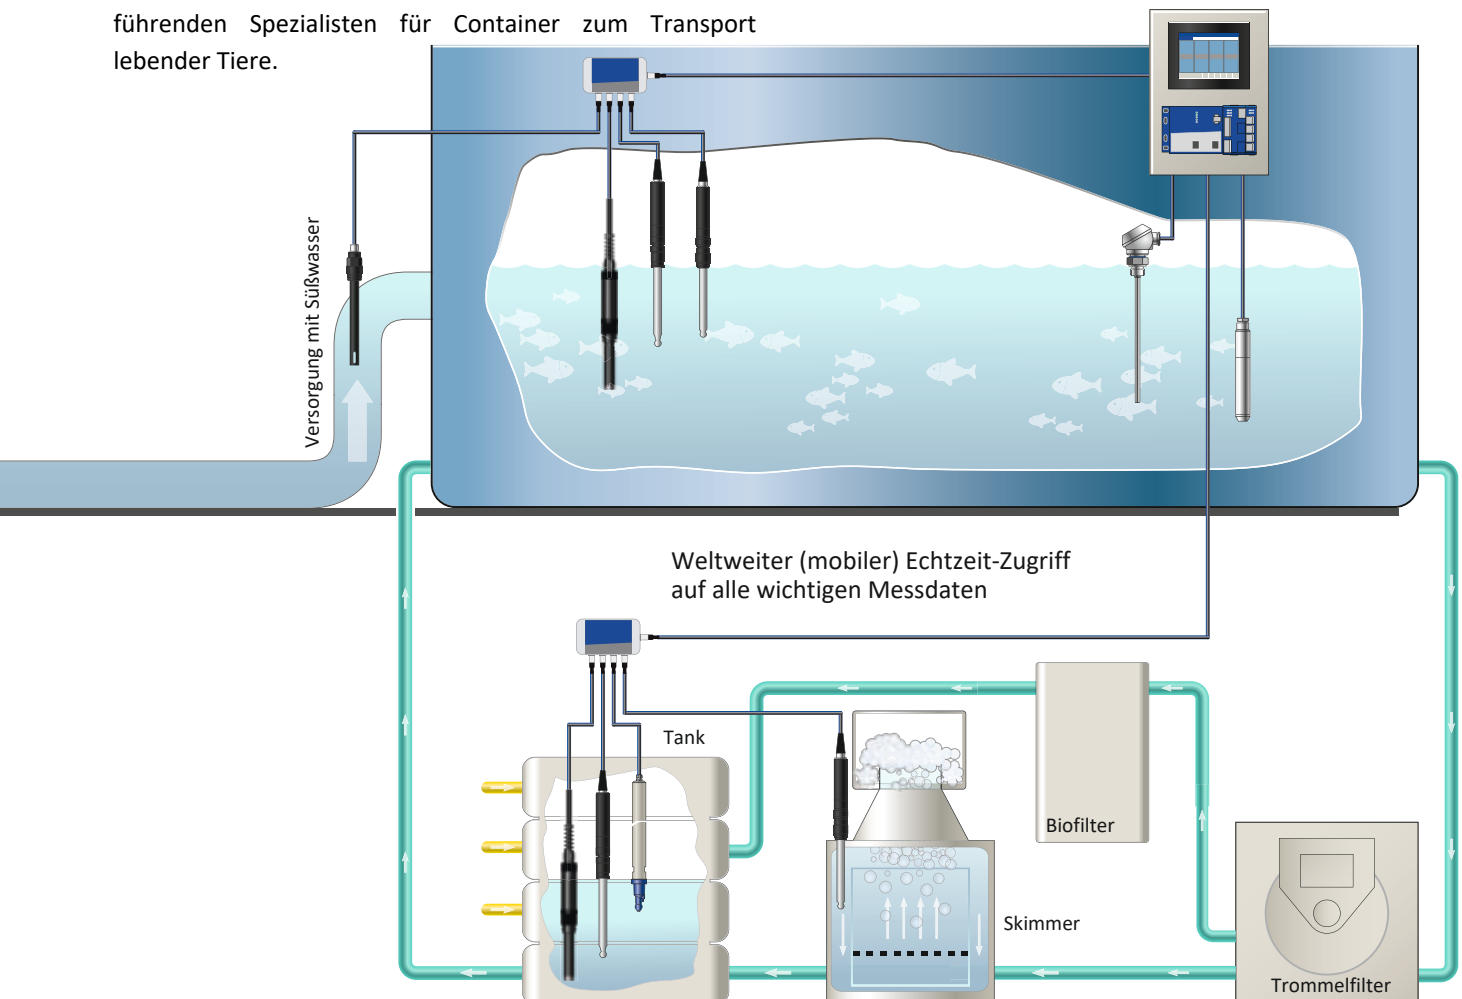 führenden Spezialisten für Container zum Transport
lebender Tiere.
Versorgung mit Süßwasser
Weltweiter (mobiler) Echtzeit-Zugriff
auf alle wichtigen Messdaten
Tank
Biofilter
Skimmer
Trommelfilter